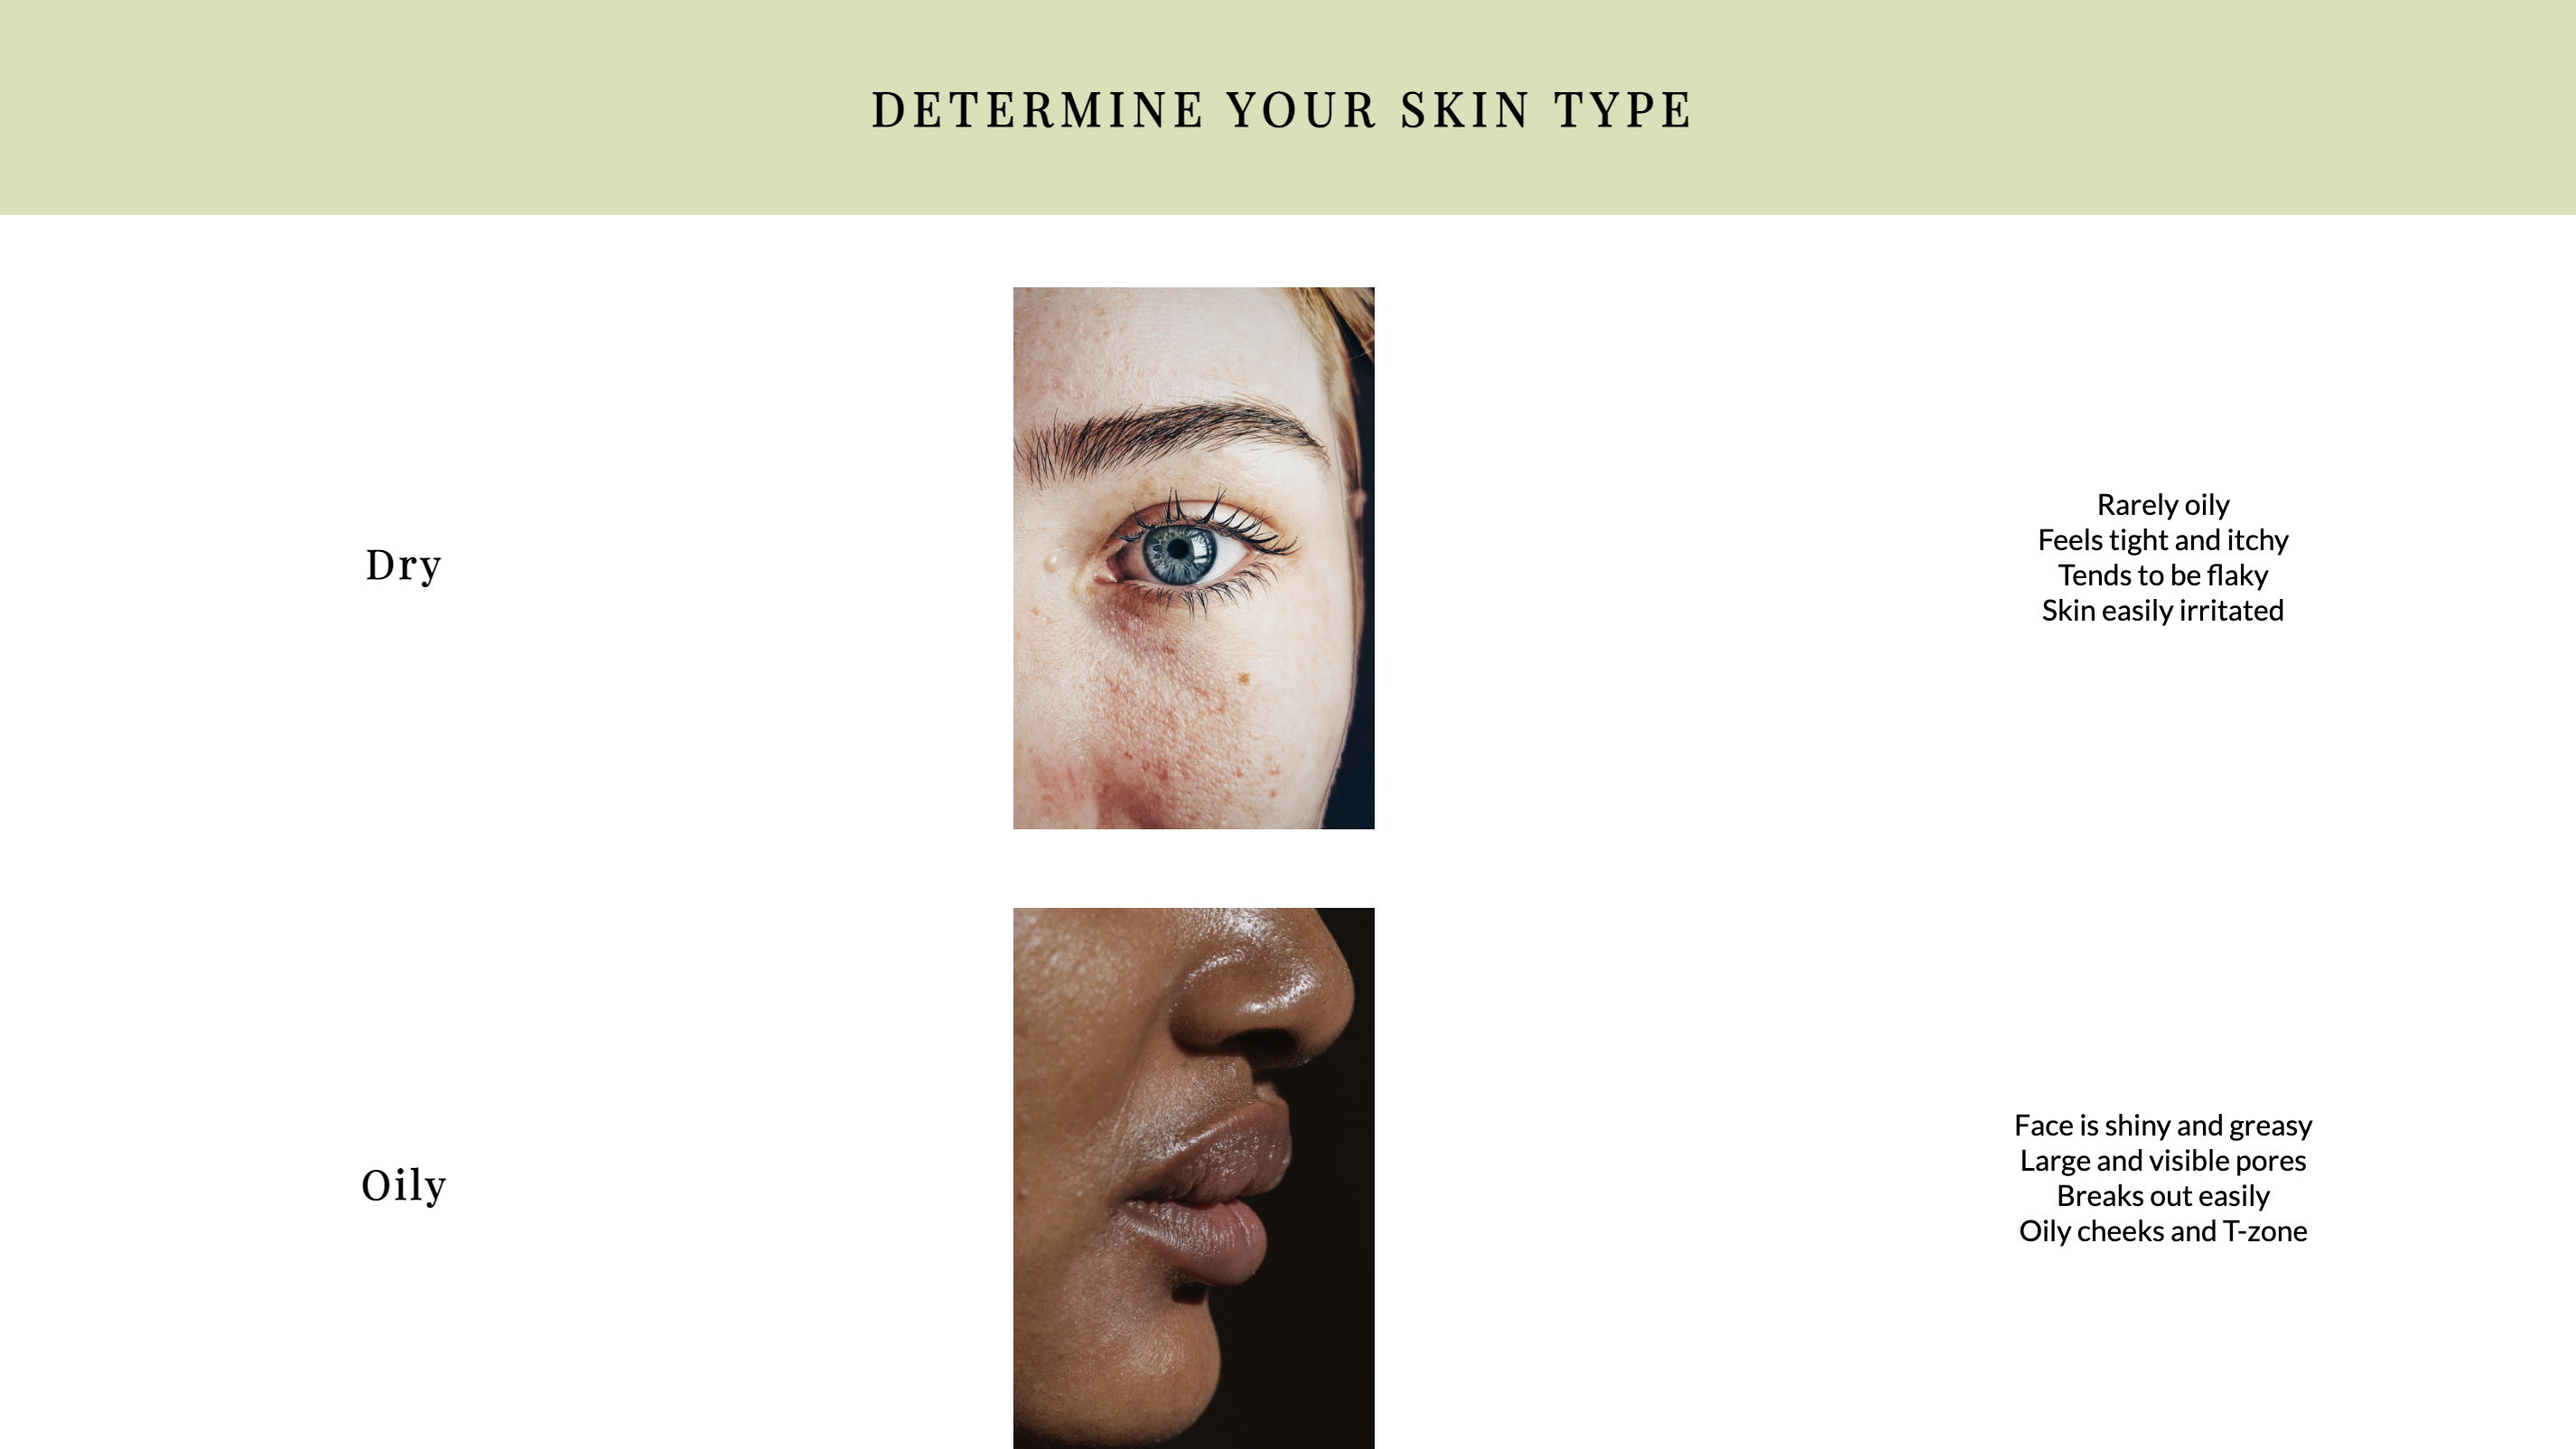 DETERMINE YOUR SKIN TYPE
Dry
Rarely oily
Feels tight and itchy
Tends to be flaky
Skin easily irritated
Oily
Face is shiny and greasy
Large and visible pores
Breaks out easily
Oily cheeks and T-zone